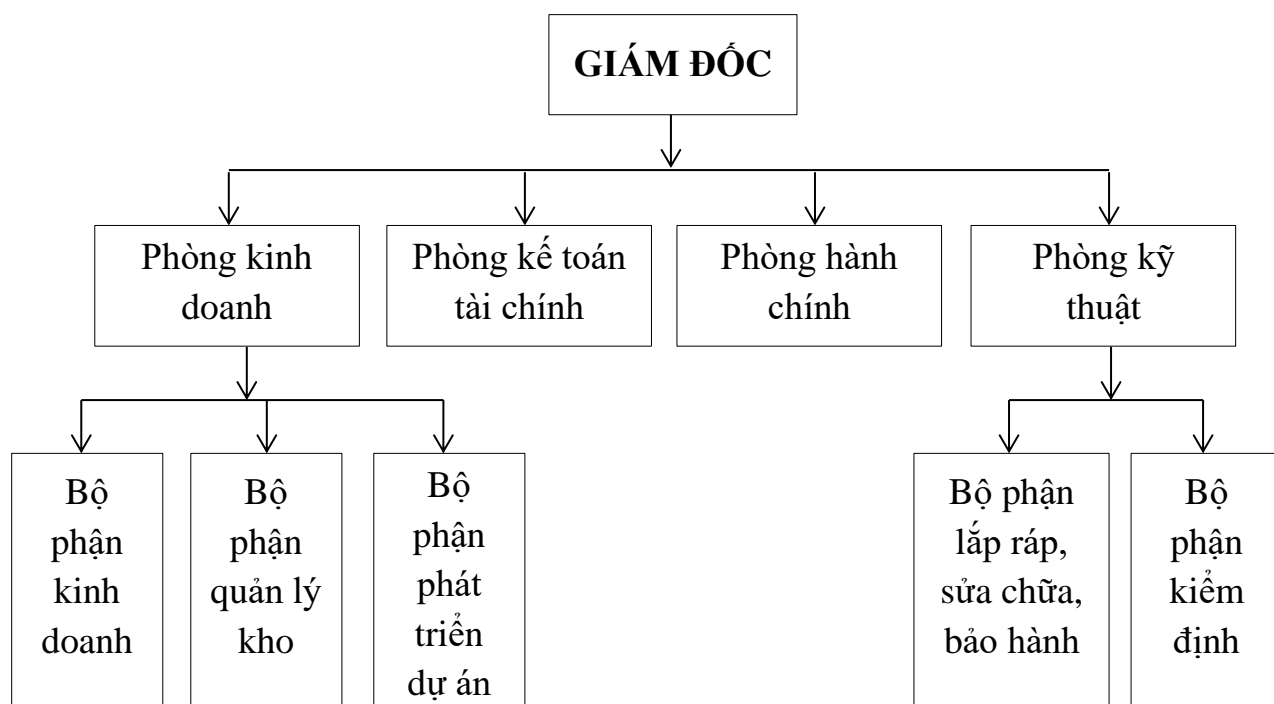 GIÁM ĐỐC
Phòng kinh
doanh
Phòng kế toán
tài chính
Phòng hành
chính
Phòng kỹ
thuật
Bộ
phận
kinh
doanh
Bộ
phận
quản lý
kho
Bộ
phận
phát
triển
dự án
Bộ phận
lắp ráp,
sửa chữa,
bảo hành
Bộ
phận
kiểm
định